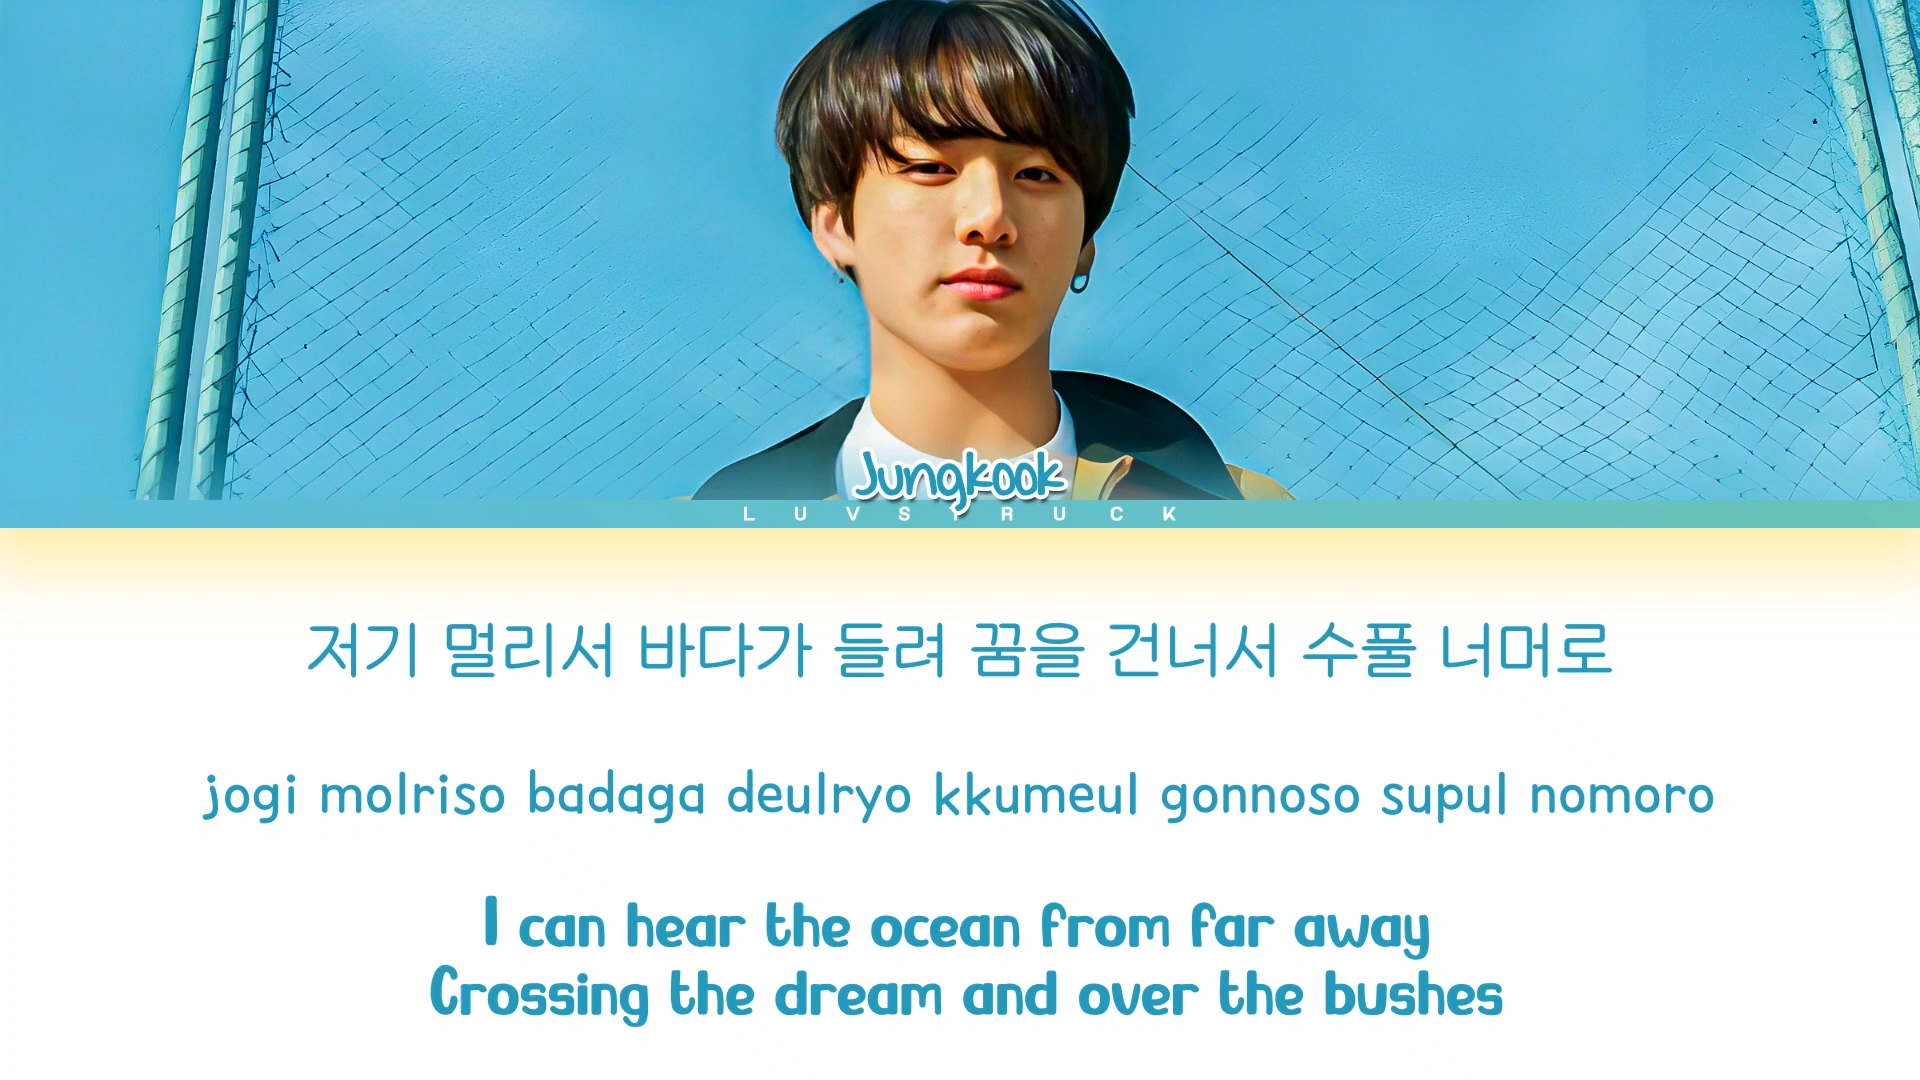 Jungkook
LUVSTRUCK
저기 멀리서 바다가 들려 꿈을 건너서 수풀 너머로
jogi molriso badaga deulryo kkumeul gonnoso supul nomoro
I can hear the ocean from far away
Crossing the dream and over the bushes